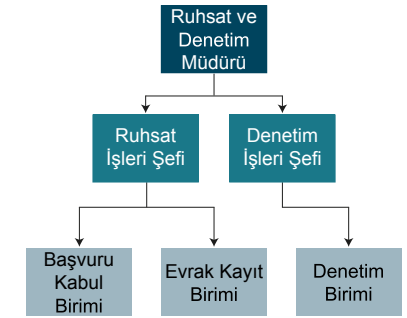 Ruhsat ve
Denetim
Müdürü
Ruhsat
İşleri Şefi
Denetim
İşleri Şefi
Başvuru
Kabul
Birimi
Evrak Kayıt
Birimi
Denetim
Birimi